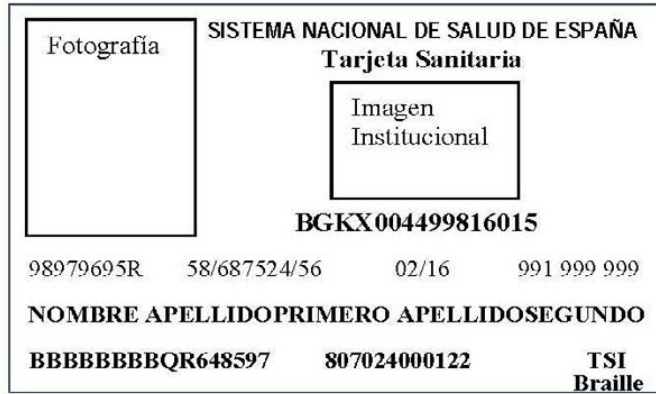 Fotografía
SISTEMA NACIONAL DE SALUD DE ESPAÑA
Tarjeta Sanitaria
Imagen
Institucional
BGKX004499816015
98979695R 58/687524/56 02/16 991 999 999
NOMBRE APELLIDOPRIMERO APELLIDOSEGUNDO
BBBBBBBBQR648597 807024000122 TSI
Braille